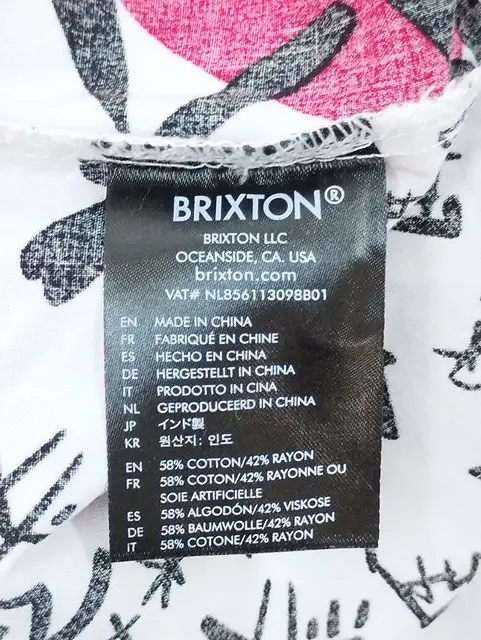 BRIXTON®
BRIXTON LLC
OCEANSIDE, CA. USA
brixton.com
VAT# NL856113098B01
EN MADE IN CHINA
FR FABRIQUÉ EN CHINE
ES HECHO EN CHINA
DE HERGESTELLT IN CHINA
IT PRODOTTO IN CINA
NL GEPRODUCEERD IN CHINA
JP インド製
KR 원산지: 인도
EN 58% COTTON/42% RAYON
FR 58% COTON/42% RAYONNE OU
SOIE ARTIFICIELLE
ES 58% ALGODÓN/42% VISKOSE
DE 58% BAUMWOLLE/42% RAYON
IT 58% COTONE/42% RAYON